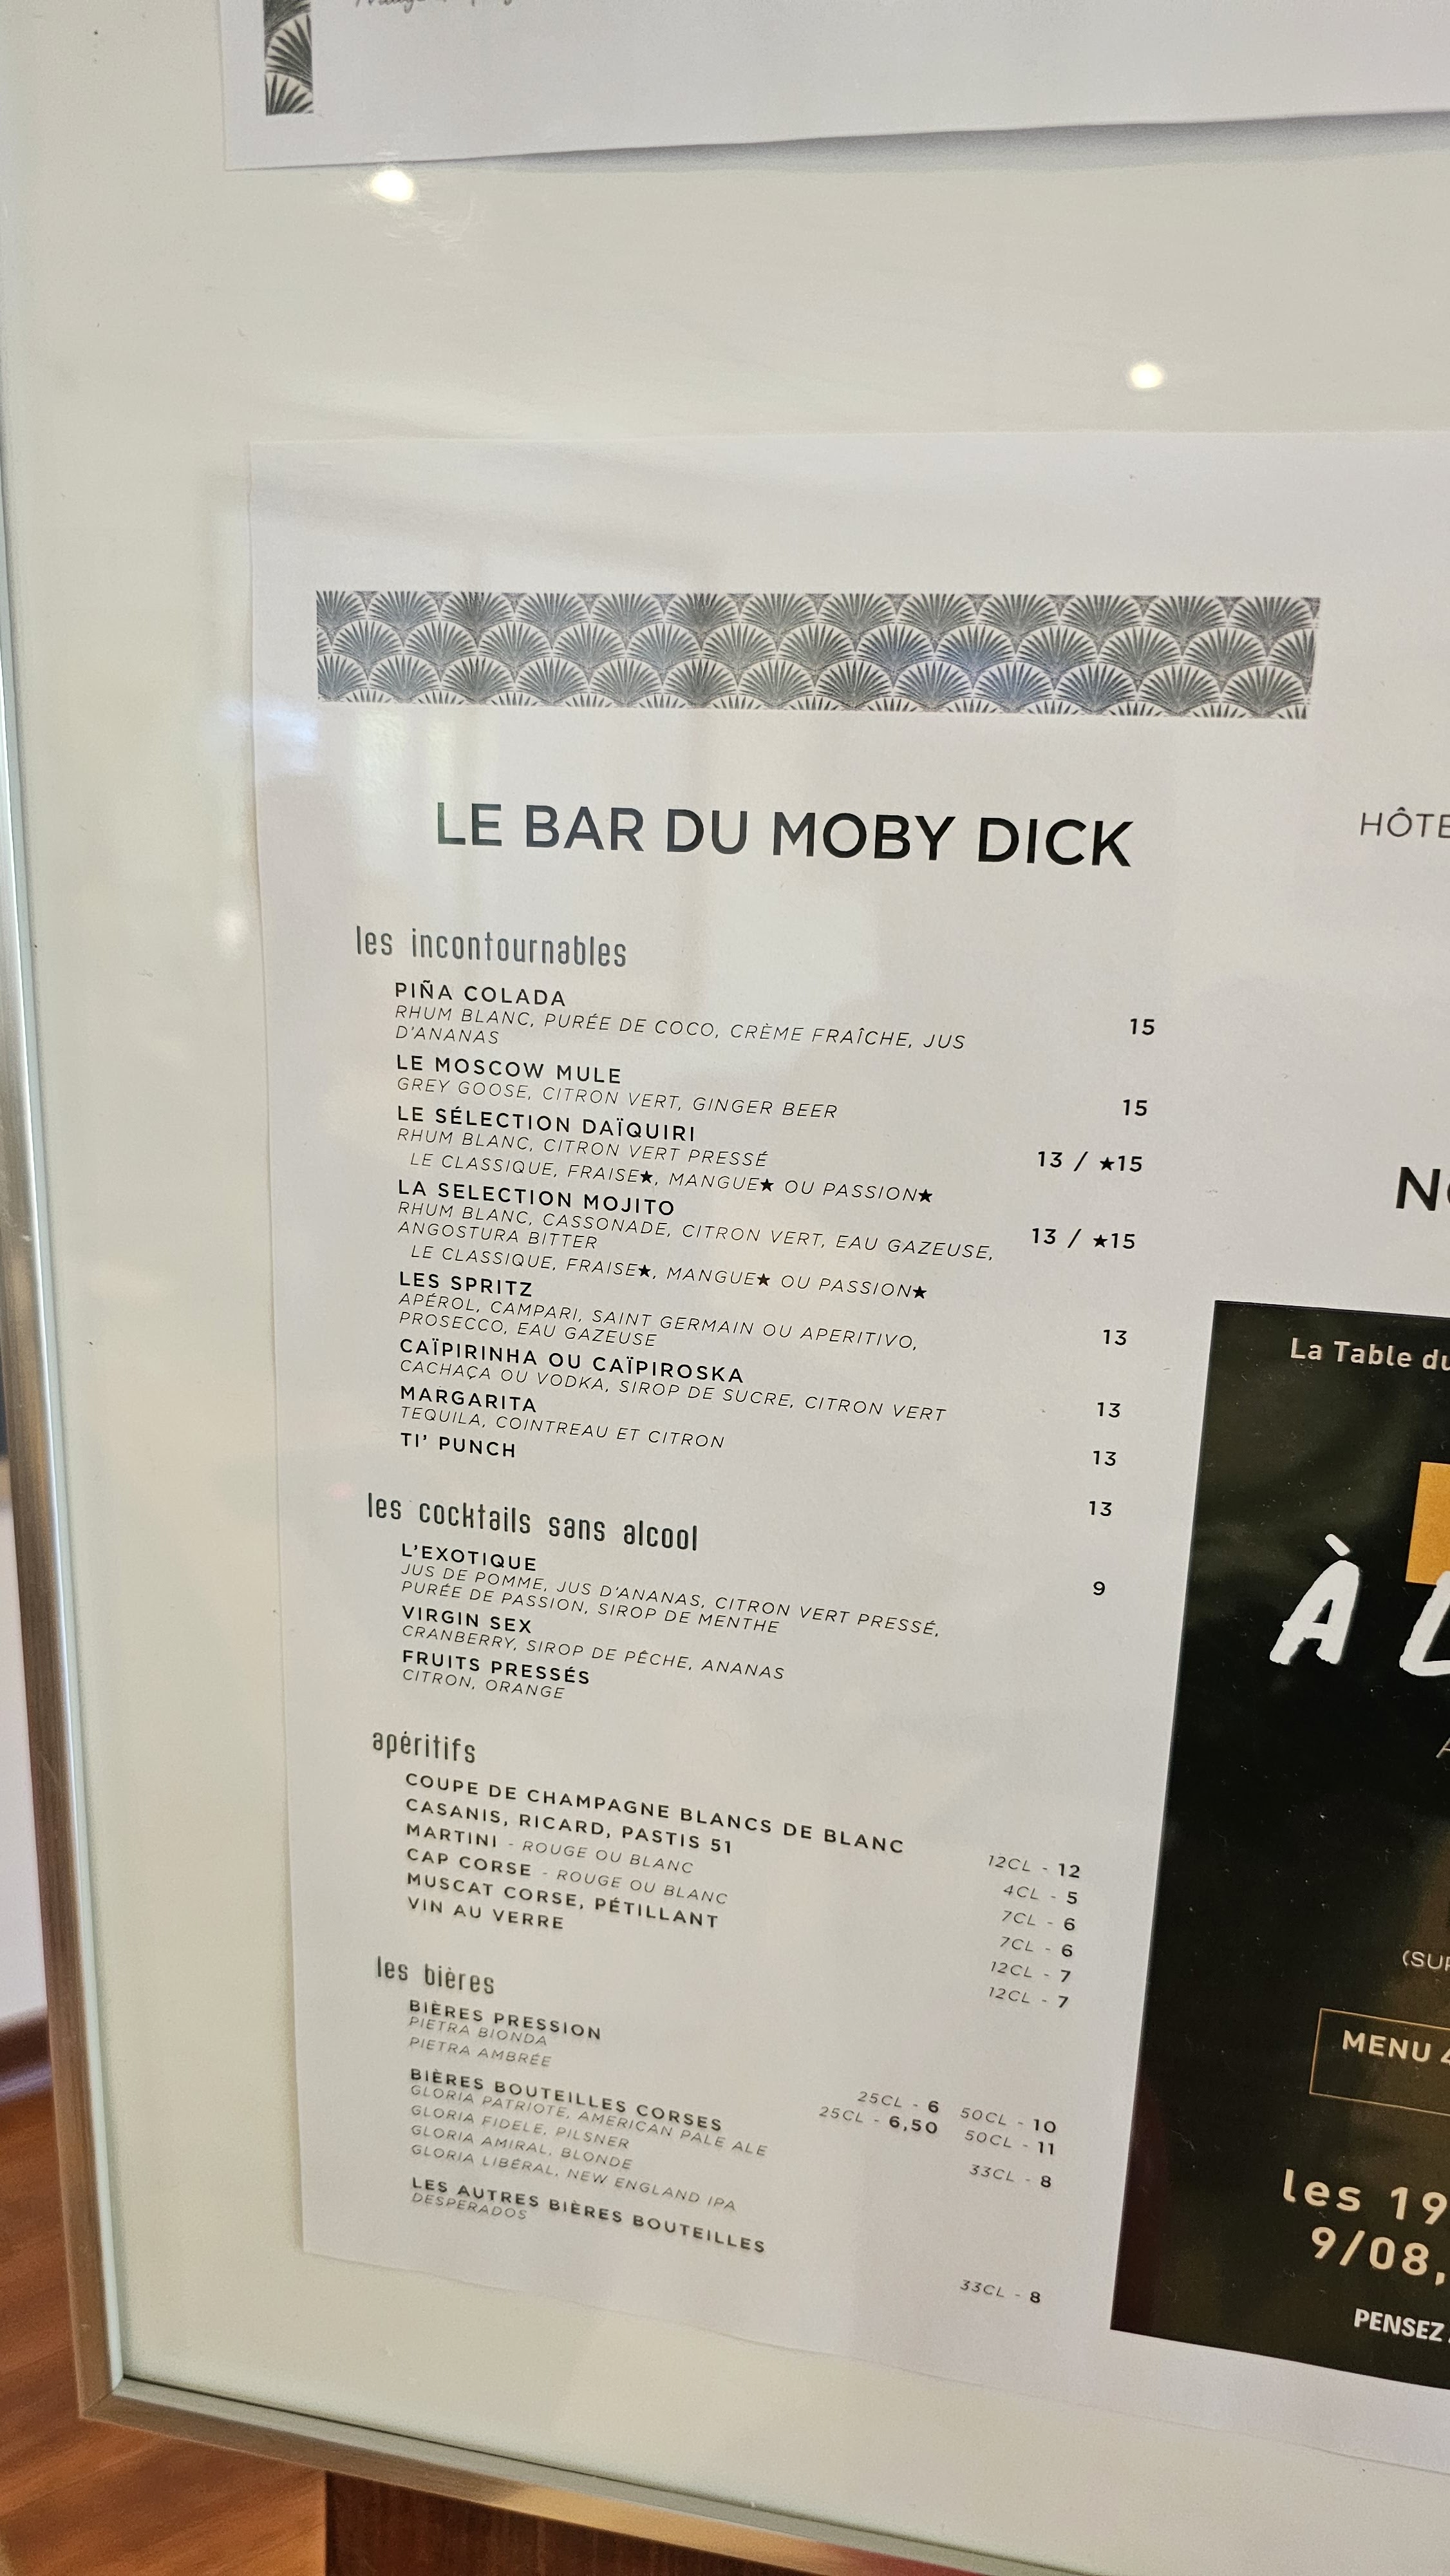 LE BAR DU MOBY DICK
les incontournables
PIÑA COLADA
RHUM BLANC, PURÉE DE COCO, CRÈME FRAÎCHE, JUS 15
D'ANANAS
LE MOSCOW MULE
GREY GOOSE, CITRON VERT, GINGER BEER 15
LE SÉLECTION DAÏQUIRI
RHUM BLANC, CITRON VERT PRESSÉ 13 / ★15
LE CLASSIQUE, FRAISE★, MANGUE★ OU PASSION★
LA SELECTION MOJITO
RHUM BLANC, CASSONADE, CITRON VERT, EAU GAZEUSE, 13 / ★15
ANGOSTURA BITTER
LE CLASSIQUE, FRAISE★, MANGUE★ OU PASSION★
LES SPRITZ
APÉROL, CAMPARI, SAINT GERMAIN OU APERITIVO, 13
PROSECCO, EAU GAZEUSE
CAÏPIRINHA OU CAÏPIROSKA
CACHAÇA OU VODKA, SIROP DE SUCRE, CITRON VERT 13
MARGARITA
TEQUILA, COINTREAU ET CITRON 13
TI' PUNCH 13
les cocktails sans alcool
L'EXOTIQUE 9
JUS DE POMME, JUS D'ANANAS, CITRON VERT PRESSÉ,
PURÉE DE PASSION, SIROP DE MENTHE
VIRGIN SEX
CRANBERRY, SIROP DE PÊCHE, ANANAS
FRUITS PRESSÉS
CITRON, ORANGE
apéritifs
COUPE DE CHAMPAGNE BLANCS DE BLANC 12CL - 12
CASANIS, RICARD, PASTIS 51 4CL - 5
MARTINI - ROUGE OU BLANC 7CL - 6
CAP CORSE - ROUGE OU BLANC 7CL - 6
MUSCAT CORSE, PÉTILLANT 12CL - 7
VIN AU VERRE 12CL - 7
les bières
BIÈRES PRESSION
PIETRA BIONDA 25CL - 6 50CL - 10
PIETRA AMBRÉE 25CL - 6,50 50CL - 11
BIÈRES BOUTEILLES CORSES 33CL - 8
GLORIA PATRIOTE, AMERICAN PALE ALE
GLORIA FIDELE, PILSNER
GLORIA AMIRAL, BLONDE
GLORIA LIBÉRAL, NEW ENGLAND IPA
LES AUTRES BIÈRES BOUTEILLES 33CL - 8
DESPERADOS
HÔTE
La Table du
À
MENU
les 19
9/08,
PENSEZ